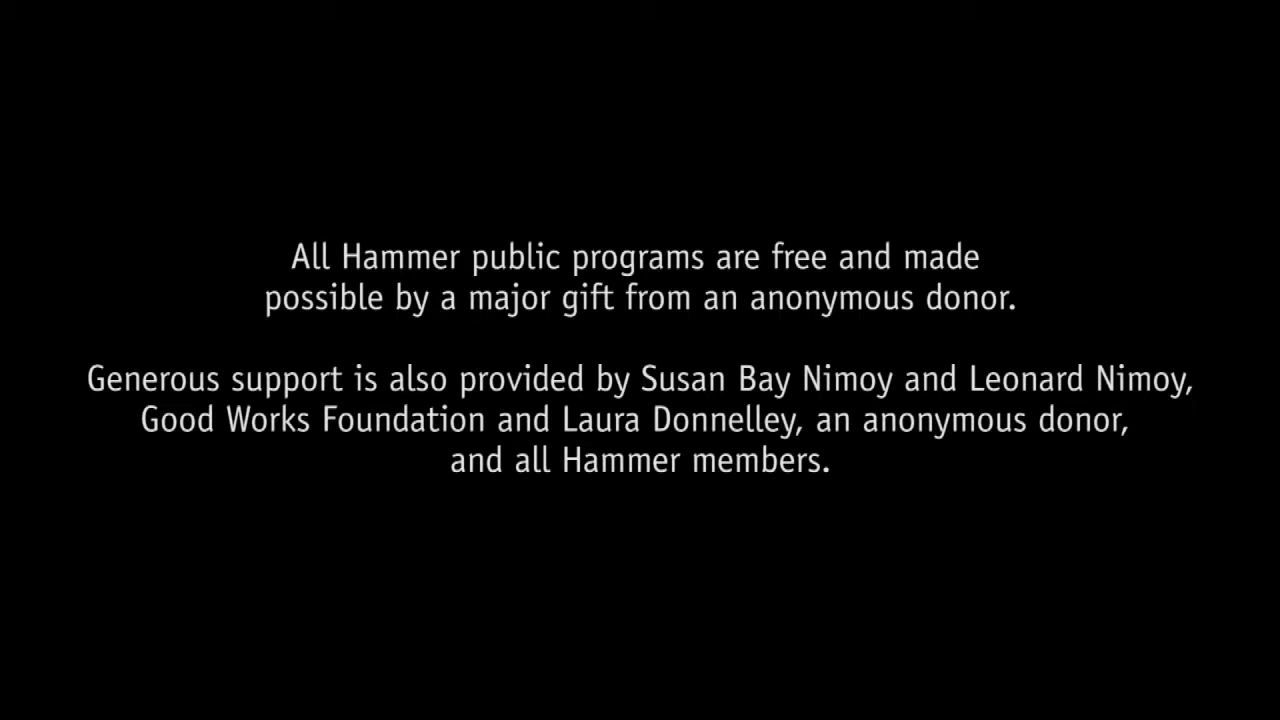 All Hammer public programs are free and made
possible by a major gift from an anonymous donor.
Generous support is also provided by Susan Bay Nimoy and Leonard Nimoy,
Good Works Foundation and Laura Donnelley, an anonymous donor,
and all Hammer members.